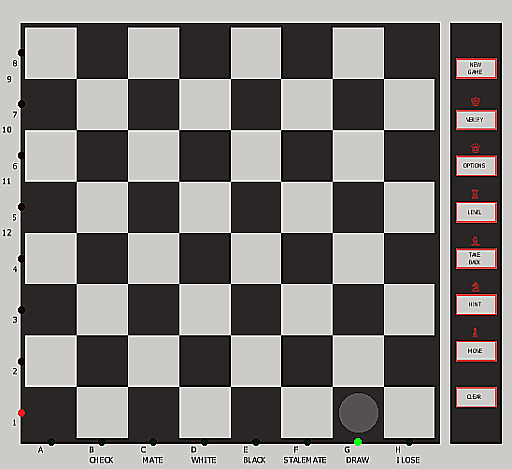 8
9
7
10
6
11
5
12
4
3
2
1
A B C D E F G H
CHECK MATE WHITE BLACK STALEMATE DRAW I LOSE
NEW
GAME
VERIFY
OPTIONS
LEVEL
TAKE
BACK
HINT
MOVE
CLEAR